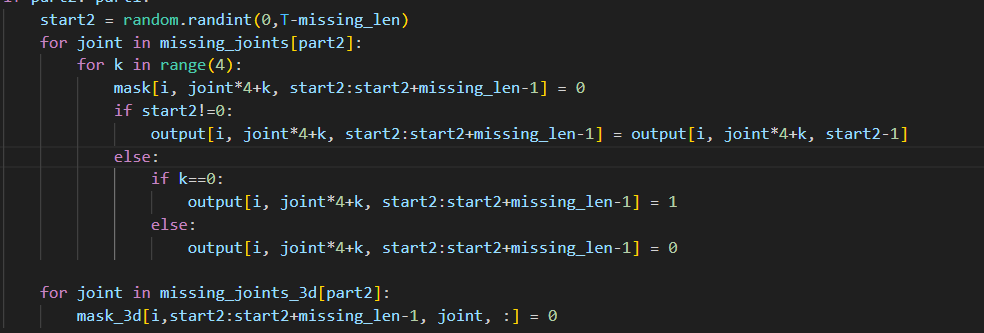 start2 = random.randint(0,T-missing_len)
for joint in missing_joints[part2]:
for k in range(4):
mask[i, joint*4+k, start2:start2+missing_len-1] = 0
if start2!=0:
output[i, joint*4+k, start2:start2+missing_len-1] = output[i, joint*4+k, start2-1]
else:
if k==0:
output[i, joint*4+k, start2:start2+missing_len-1] = 1
else:
output[i, joint*4+k, start2:start2+missing_len-1] = 0
for joint in missing_joints_3d[part2]:
mask_3d[i,start2:start2+missing_len-1, joint, :] = 0